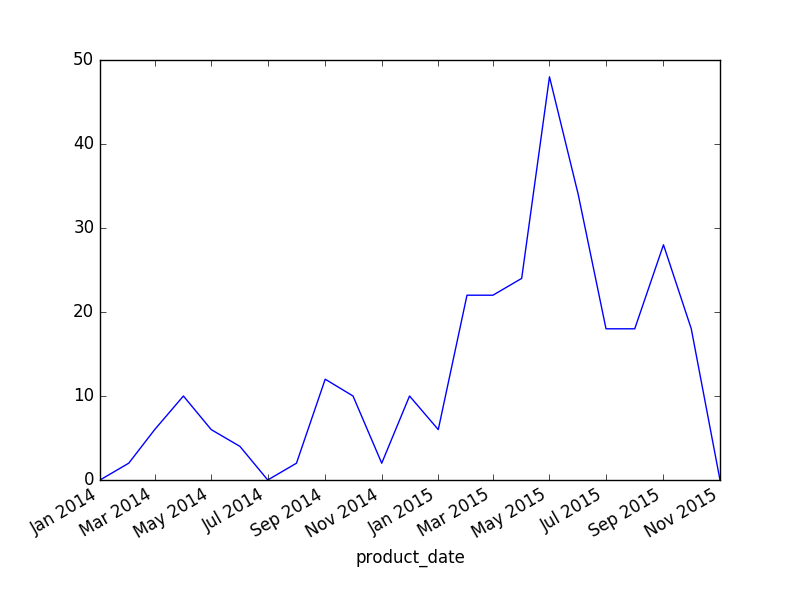 50
40
30
20
10
0
Jan 2014
Mar 2014
May 2014
Jul 2014
Sep 2014
Nov 2014
Jan 2015
Mar 2015
May 2015
Jul 2015
Sep 2015
Nov 2015
product_date